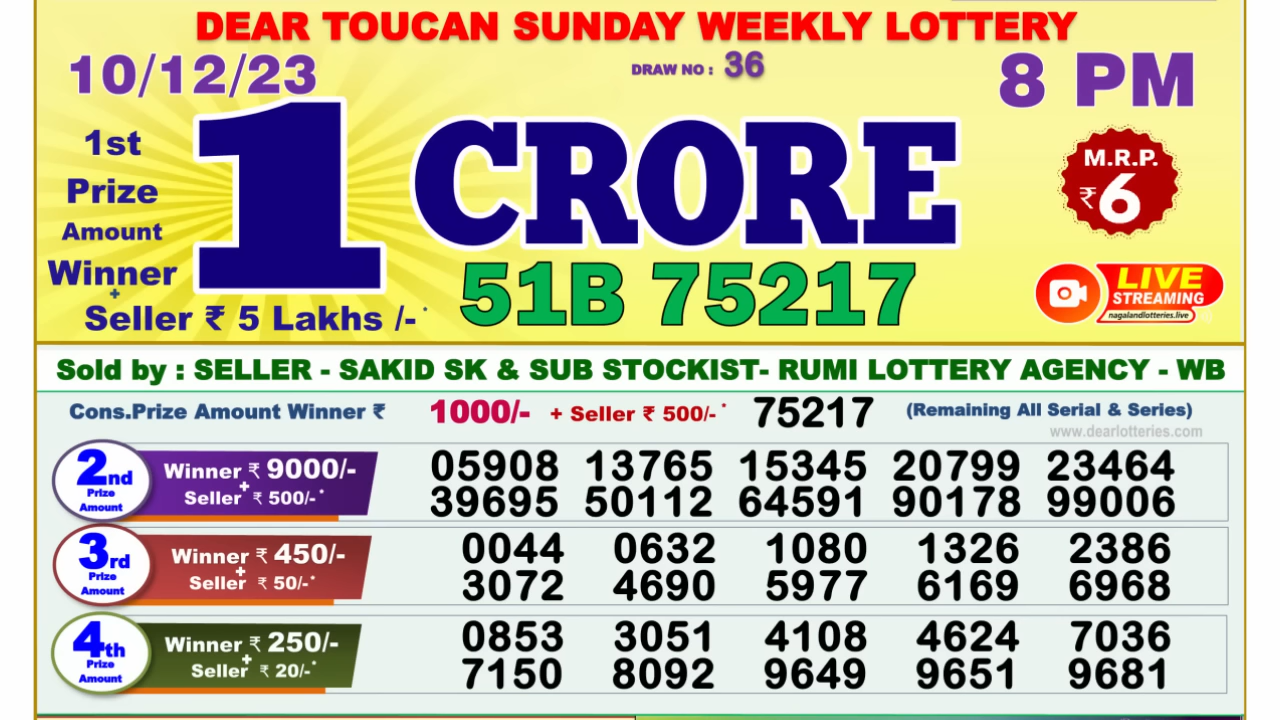 DEAR TOUCAN SUNDAY WEEKLY LOTTERY
10/12/23
DRAW NO : 36
8 PM
1st
Prize
Amount
Winner
+
Seller ₹ 5 Lakhs /-*
1 CRORE
51B 75217
M.R.P.
₹6
LIVE
STREAMING
nagalandlotteries.live
Sold by : SELLER - SAKID SK & SUB STOCKIST- RUMI LOTTERY AGENCY - WB
Cons.Prize Amount Winner ₹ 1000/- + Seller ₹ 500/-* 75217 (Remaining All Serial & Series)
www.dearlotteries.com
2nd
Prize
Amount
Winner ₹ 9000/-
+
Seller ₹ 500/-*
05908 13765 15345 20799 23464
39695 50112 64591 90178 99006
3rd
Prize
Amount
Winner ₹ 450/-
+
Seller ₹ 50/-*
0044 0632 1080 1326 2386
3072 4690 5977 6169 6968
4th
Prize
Amount
Winner ₹ 250/-
+
Seller ₹ 20/-*
0853 3051 4108 4624 7036
7150 8092 9649 9651 9681